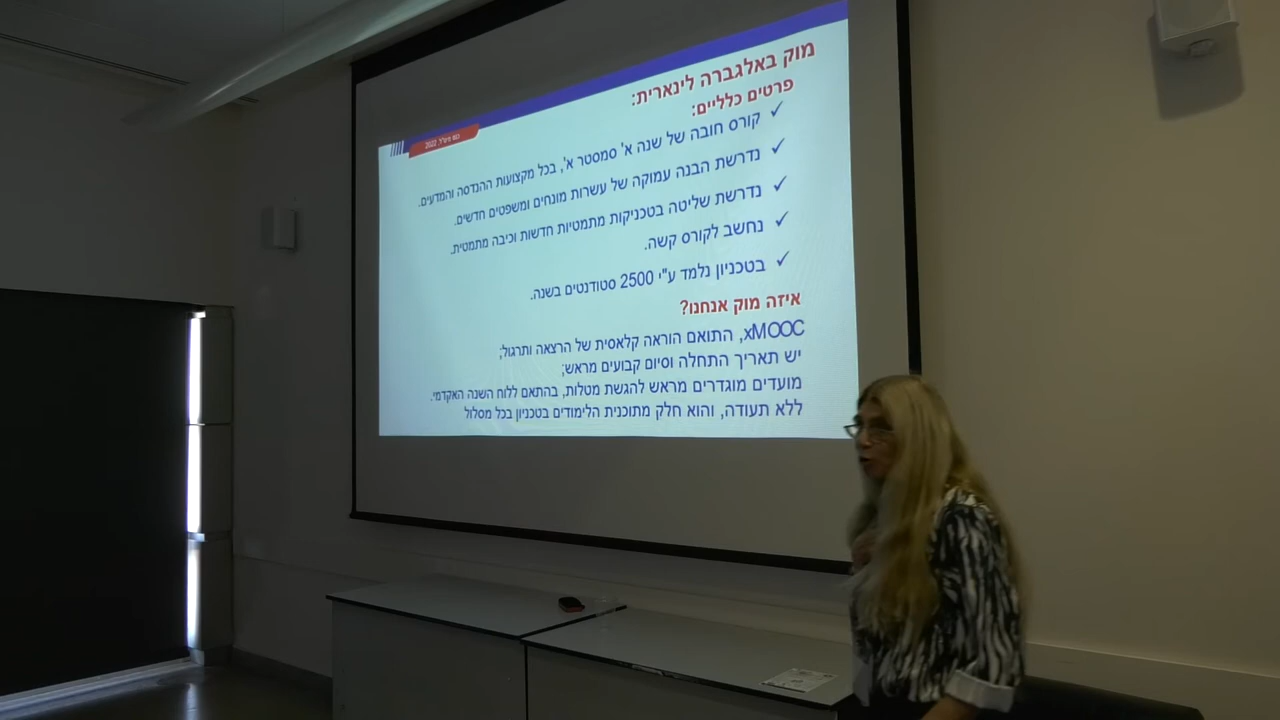 מוק באלגברה לינארית:
פרטים כלליים:
✓ קורס חובה של שנה א' סמסטר א', בכל מקצועות ההנדסה והמדעים.
✓ נדרשת הבנה עמוקה של עשרות מונחים ומשפטים חדשים.
✓ נדרשת שליטה בטכניקות מתמטיות חדשות וכיבה מתמטית.
✓ נחשב לקורס קשה.
✓ בטכניון נלמד ע"י 2500 סטודנטים בשנה.
איזה מוק אנחנו?
xMOOC, התואם הוראה קלאסית של הרצאה ותרגול;
יש תאריך התחלה וסיום קבועים מראש;
מועדים מוגדרים מראש להגשת מטלות, בהתאם ללוח השנה האקדמי.
ללא תעודה, והוא חלק מתוכנית הלימודים בטכניון בכל מסלול
2022